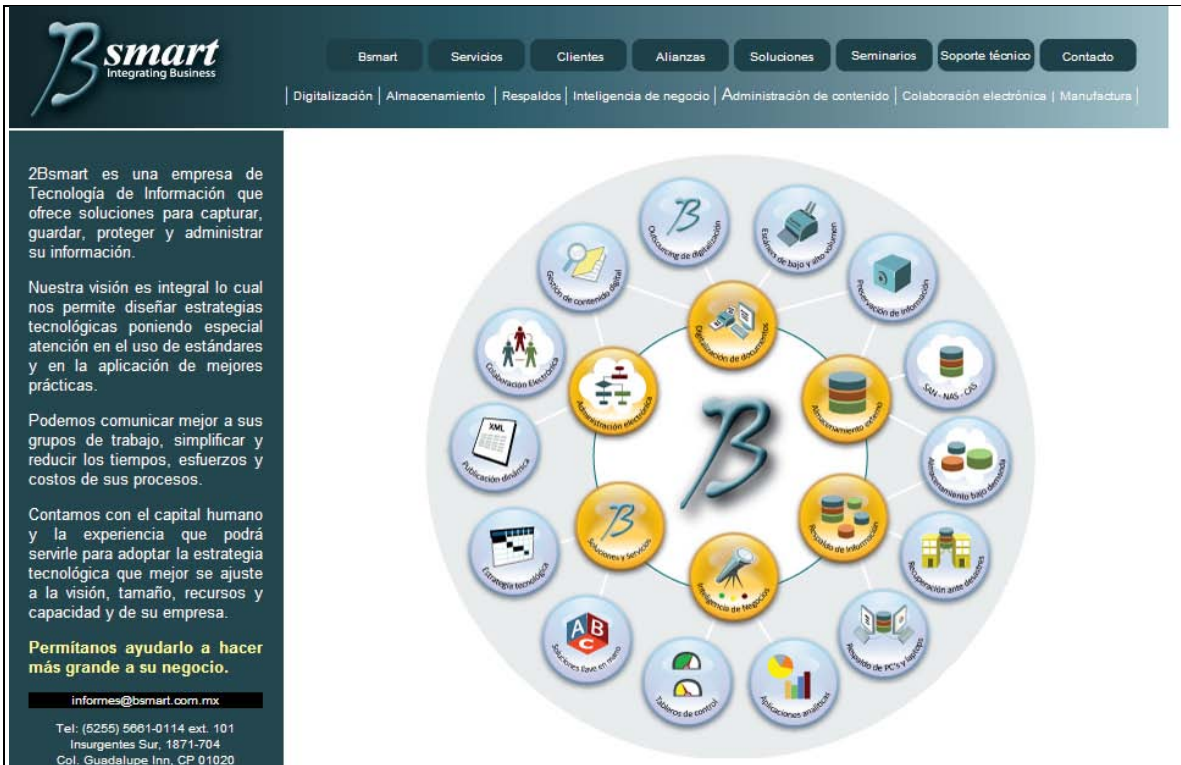 Bsmart
Integrating Business
Bsmart
Servicios
Clientes
Alianzas
Soluciones
Seminarios
Soporte técnico
Contacto
Digitalización | Almacenamiento | Respaldos | Inteligencia de negocio | Administración de contenido | Colaboración electrónica | Manufactura |
2Bsmart es una empresa de
Tecnología de Información que
ofrece soluciones para capturar,
guardar, proteger y administrar
su información.
Nuestra visión es integral lo cual
nos permite diseñar estrategias
tecnológicas poniendo especial
atención en el uso de estándares
y en la aplicación de mejores
prácticas.
Podemos comunicar mejor a sus
grupos de trabajo, simplificar y
reducir los tiempos, esfuerzos y
costos de sus procesos.
Contamos con el capital humano
y la experiencia que podrá
servirle para adoptar la estrategia
tecnológica que mejor se ajuste
a la visión, tamaño, recursos y
capacidad y de su empresa.
Permítanos ayudarlo a hacer
más grande a su negocio.
informes@bsmart.com.mx
Tel: (5255) 5661-0114 ext. 101
Insurgentes Sur, 1871-704
Col. Guadalupe Inn, CP 01020
B
Outsourcing de digitalización
Escáners de bajo y alto volumen
Preservación de información
SAN - NAS - CAS
Almacenamiento bajo demanda
Recuperación ante desastres
Respaldo de PC's y laptops
Aplicaciones analíticas
Tableros de control
ABC
Soluciones llave en mano
Estrategia tecnológica
XML
Publicación dinámica
Colaboración Electrónica
Gestión de contenido digital
Digitalización de documentos
Almacenamiento externo
Respaldo de información
Inteligencia de Negocios
B
Soluciones y Servicios
Administración electrónica
B